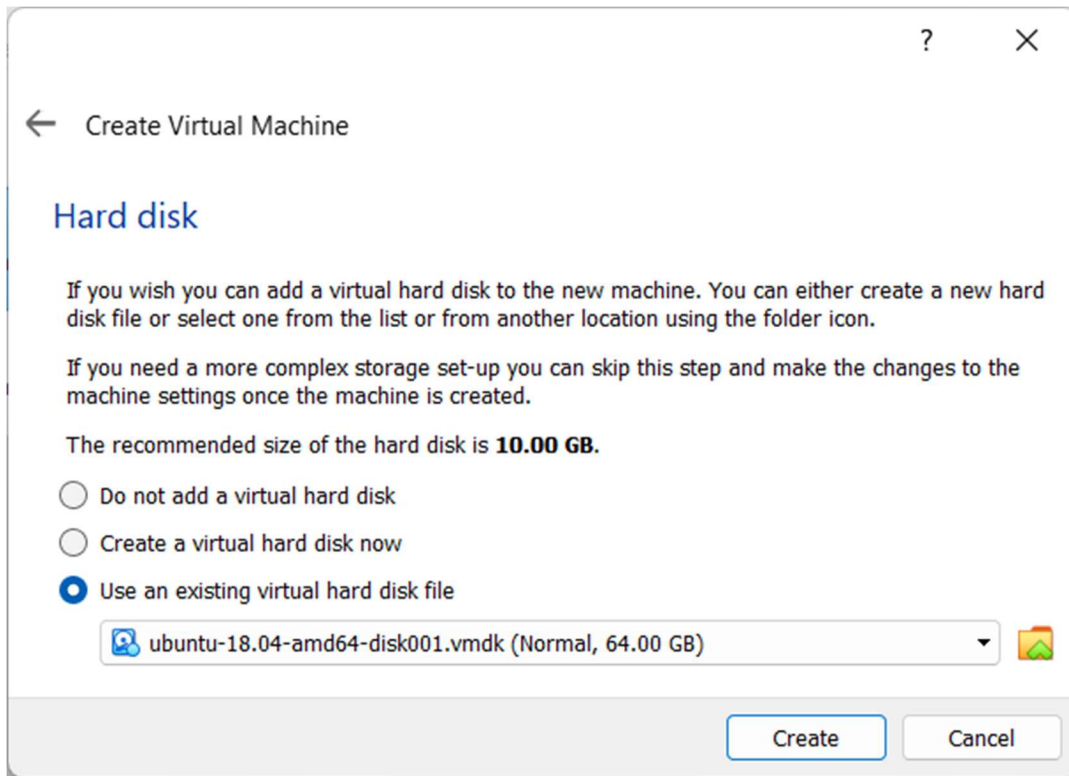 ?
Create Virtual Machine
Hard disk
If you wish you can add a virtual hard disk to the new machine. You can either create a new hard
disk file or select one from the list or from another location using the folder icon.
If you need a more complex storage set-up you can skip this step and make the changes to the
machine settings once the machine is created.
The recommended size of the hard disk is 10.00 GB.
Do not add a virtual hard disk
Create a virtual hard disk now
Use an existing virtual hard disk file
ubuntu-18.04-amd64-disk001.vmdk (Normal, 64.00 GB)
Create Cancel